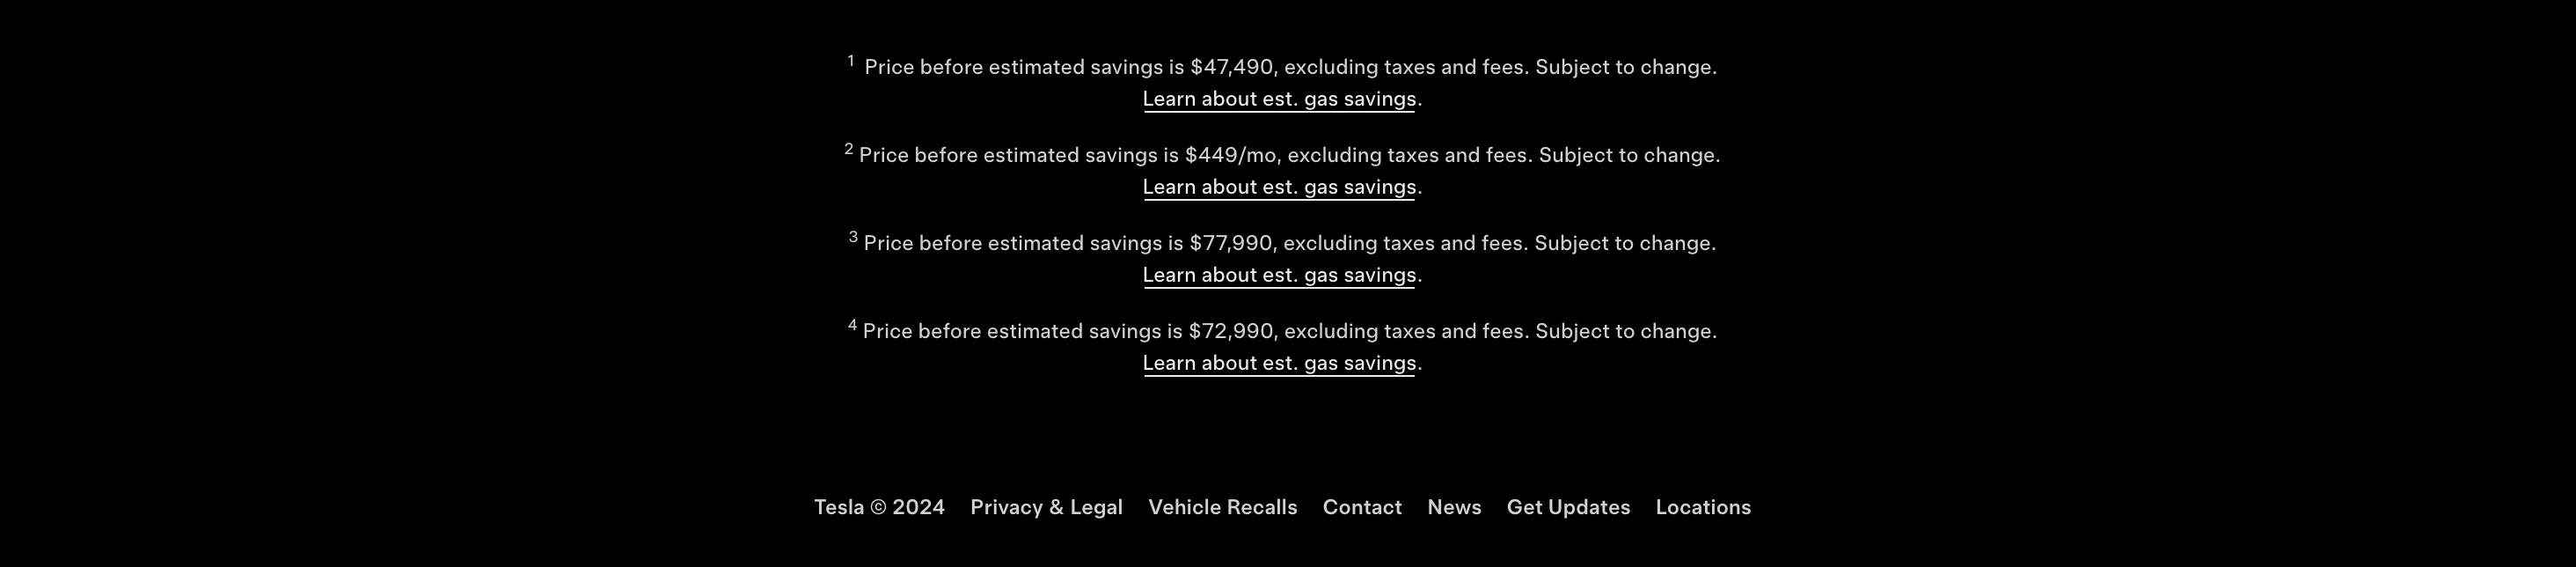 1 Price before estimated savings is $47,490, excluding taxes and fees. Subject to change.
Learn about est. gas savings.
2 Price before estimated savings is $449/mo, excluding taxes and fees. Subject to change.
Learn about est. gas savings.
3 Price before estimated savings is $77,990, excluding taxes and fees. Subject to change.
Learn about est. gas savings.
4 Price before estimated savings is $72,990, excluding taxes and fees. Subject to change.
Learn about est. gas savings.
Tesla © 2024 Privacy & Legal Vehicle Recalls Contact News Get Updates Locations